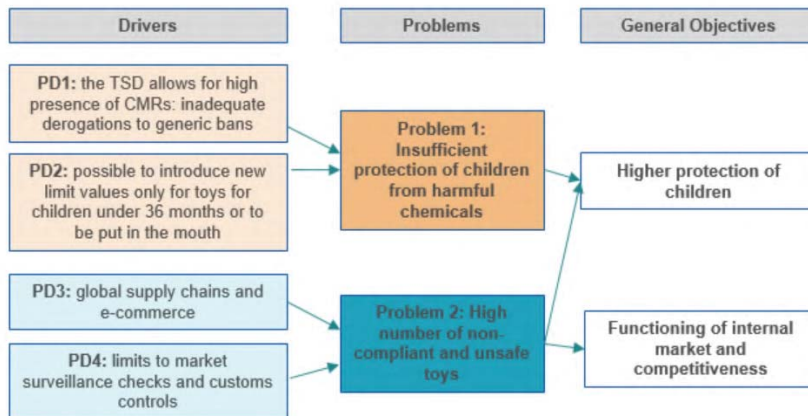 Drivers
Problems
General Objectives
PD1: the TSD allows for high
presence of CMRs: inadequate
derogations to generic bans
PD2: possible to introduce new
limit values only for toys for
children under 36 months or to
be put in the mouth
PD3: global supply chains and
e-commerce
PD4: limits to market
surveillance checks and customs
controls
Problem 1:
Insufficient
protection of children
from harmful
chemicals
Problem 2: High
number of non-
compliant and unsafe
toys
Higher protection of
children
Functioning of internal
market and
competitiveness